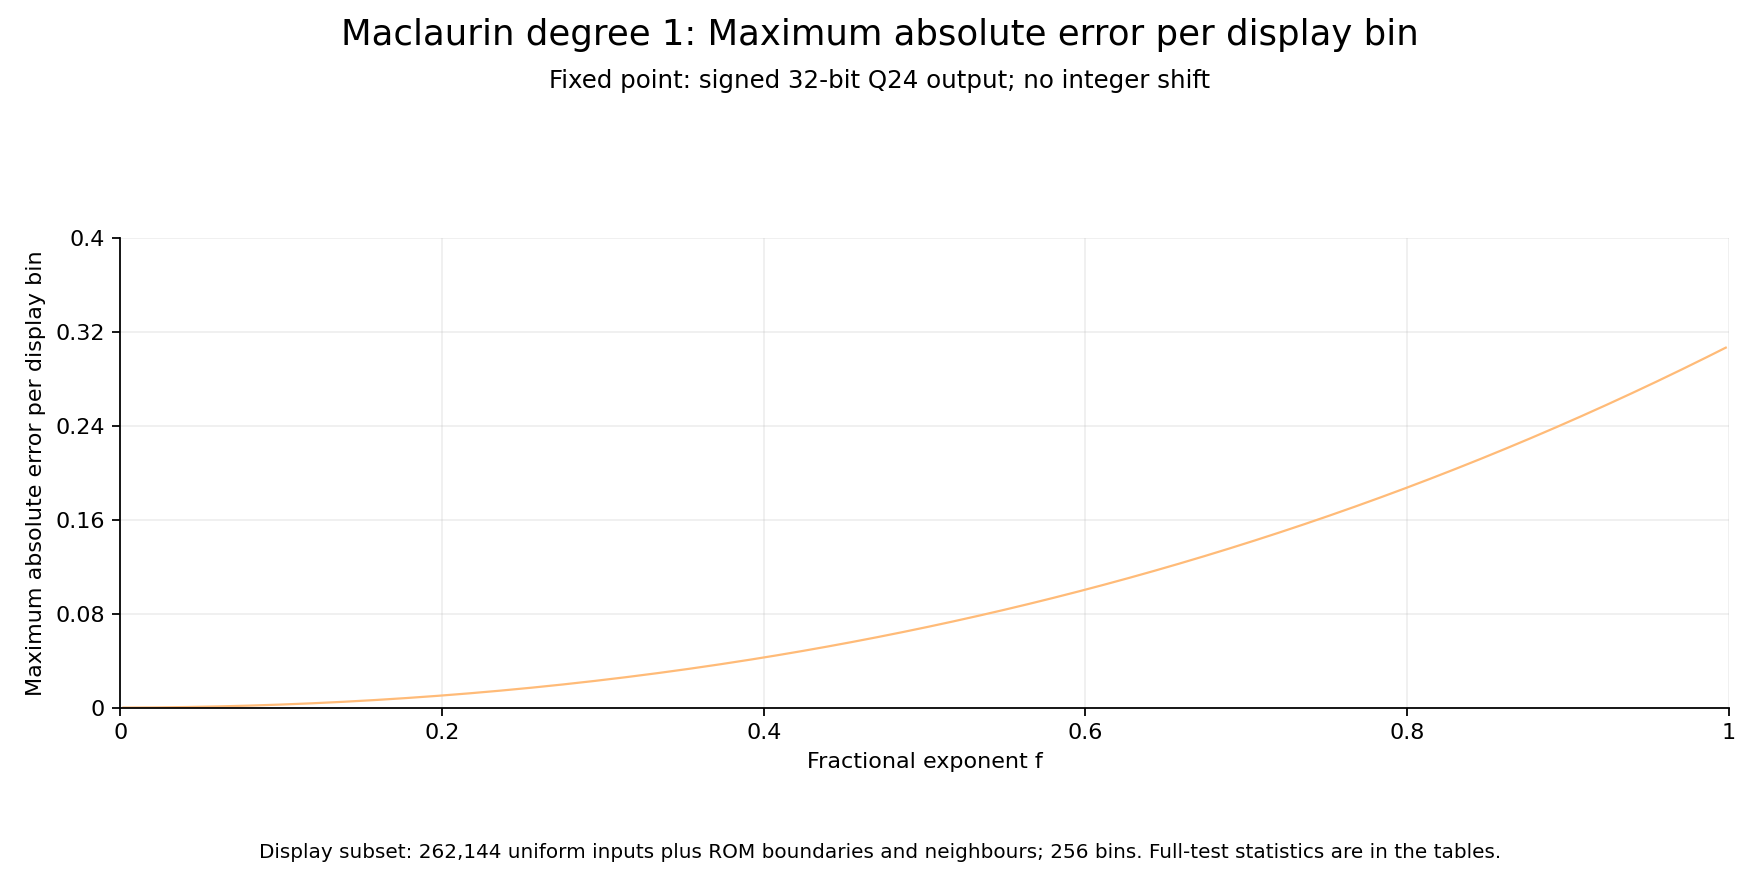 Maclaurin degree 1: Maximum absolute error per display bin
Fixed point: signed 32-bit Q24 output; no integer shift
Maximum absolute error per display bin
0.4
0.32
0.24
0.16
0.08
0
0 0.2 0.4 0.6 0.8 1
Fractional exponent f
Display subset: 262,144 uniform inputs plus ROM boundaries and neighbours; 256 bins. Full-test statistics are in the tables.